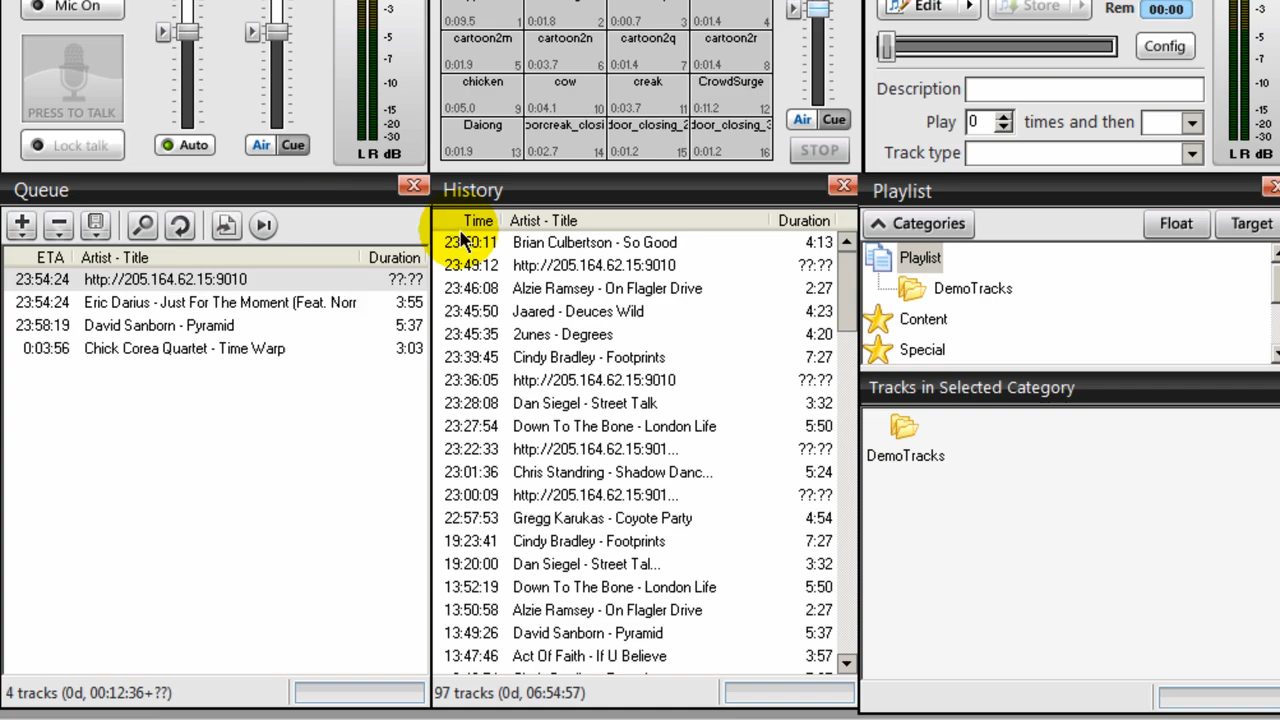 Mic On
PRESS TO TALK
Lock talk
-3
-5
-7
-10
-15
-20
-30
L R dB
Auto
Air Cue
0:09.5 1 0:01.8 2 0:00.7 3 0:01.4 4
cartoon2m cartoon2n cartoon2q cartoon2r
0:01.9 5 0:03.7 6 0:01.4 7 0:01.4 8
chicken cow creak CrowdSurge
0:05.0 9 0:04.1 10 0:03.7 11 0:11.2 12
Daiong orcreak_closi door_closing_2 door_closing_3
0:01.9 13 0:02.7 14 0:01.2 15 0:01.2 16
Air Cue
STOP
Edit Store Rem 00:00
Config
Description
Play 0 times and then
Track type
-3
-5
-7
-10
-15
-20
-30
L R dB
Queue
ETA Artist - Title Duration
23:54:24 http://205.164.62.15:9010 ??:??
23:54:24 Eric Darius - Just For The Moment (Feat. Norr 3:55
23:58:19 David Sanborn - Pyramid 5:37
0:03:56 Chick Corea Quartet - Time Warp 3:03
4 tracks (0d, 00:12:36+??)
History
Time Artist - Title Duration
Brian Culbertson - So Good 4:13
23:49:12 http://205.164.62.15:9010 ??:??
23:46:08 Alzie Ramsey - On Flagler Drive 2:27
23:45:50 Jaared - Deuces Wild 4:23
23:45:35 2unes - Degrees 4:20
23:39:45 Cindy Bradley - Footprints 7:27
23:36:05 http://205.164.62.15:9010 ??:??
23:28:08 Dan Siegel - Street Talk 3:32
23:27:54 Down To The Bone - London Life 5:50
23:22:33 http://205.164.62.15:901... ??:??
23:01:36 Chris Standring - Shadow Danc... 5:24
23:00:09 http://205.164.62.15:901... ??:??
22:57:53 Gregg Karukas - Coyote Party 4:54
19:23:41 Cindy Bradley - Footprints 7:27
19:20:00 Dan Siegel - Street Tal... 3:32
13:52:19 Down To The Bone - London Life 5:50
13:50:58 Alzie Ramsey - On Flagler Drive 2:27
13:49:26 David Sanborn - Pyramid 5:37
13:47:46 Act Of Faith - If U Believe 3:57
97 tracks (0d, 06:54:57)
Playlist
Categories Float Target
Playlist
DemoTracks
Content
Special
Tracks in Selected Category
DemoTracks